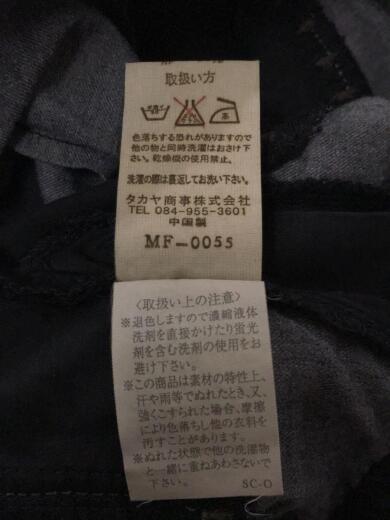 取扱い方
色落ちする恐れがありますので
他の物と同時洗濯はおさけ下
さい。乾燥機の使用禁止。
洗濯の際は裏返してお洗い下さい。
タカヤ商事株式会社
TEL 084-955-3601
中国製
MF-0055
〈取扱い上の注意〉
※退色しますので濃縮液体
洗剤を直接かけたり蛍光
剤を含む洗剤の使用をお
避け下さい。
※この商品は素材の特性上、
汗や雨等でぬれたとき、又、
強くこすられた場合、摩擦
により色落ちし他の衣料を
汚すことがあります。
※ぬれた状態で他の洗濯物
と一緒に重ねあわさないで
下さい。
SC-O